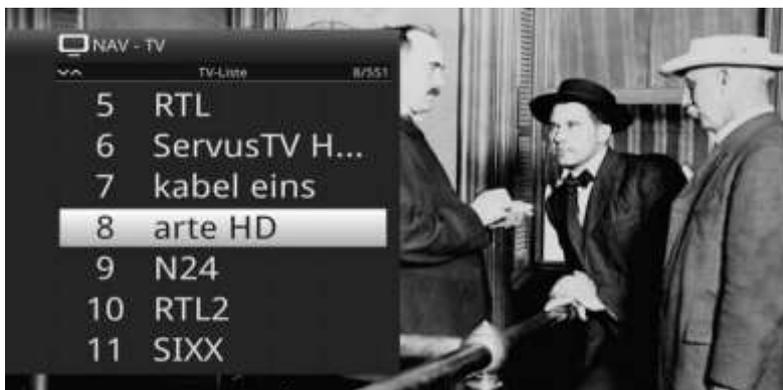 NAV - TV
TV-Liste 8/551
5 RTL
6 ServusTV H...
7 kabel eins
8 arte HD
9 N24
10 RTL2
11 SIXX